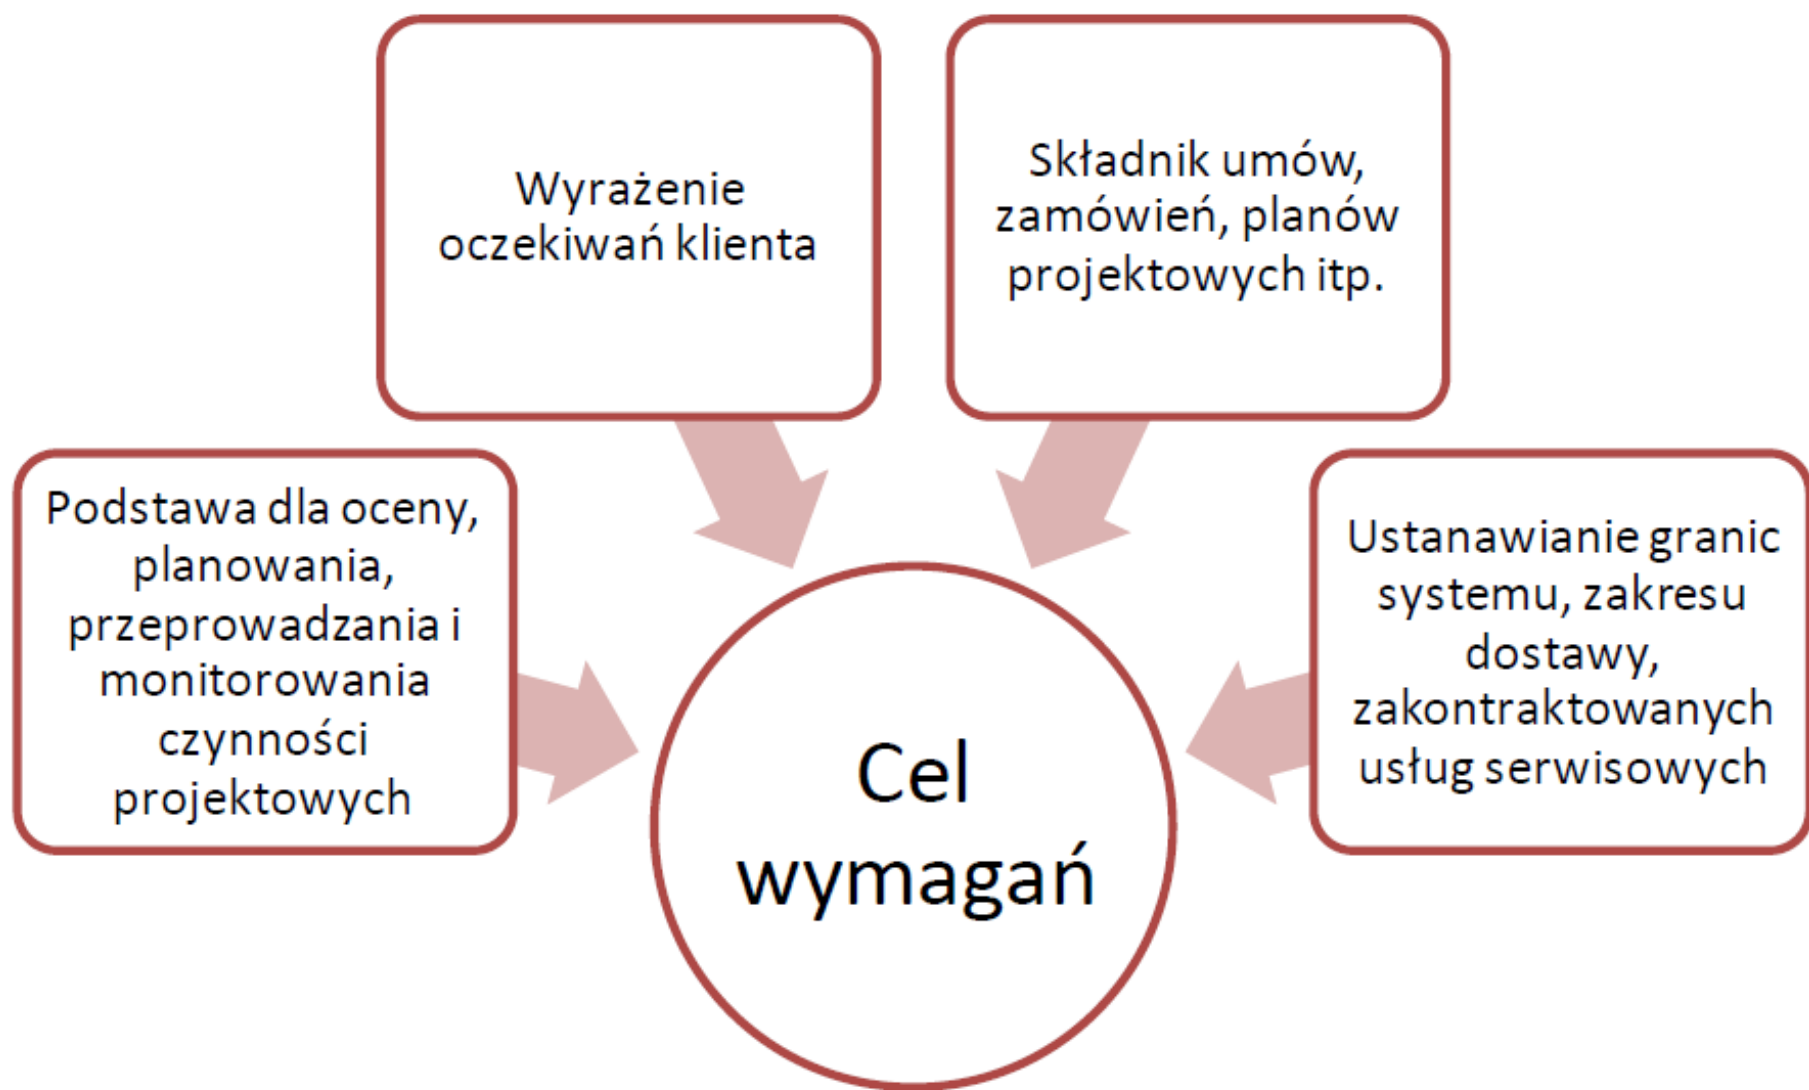 Podstawa dla oceny,
planowania,
przeprowadzania i
monitorowania
czynności
projektowych
Wyrażenie
oczekiwań klienta
Składnik umów,
zamówień, planów
projektowych itp.
Ustanawianie granic
systemu, zakresu
dostawy,
zakontraktowanych
usług serwisowych
Cel
wymagań